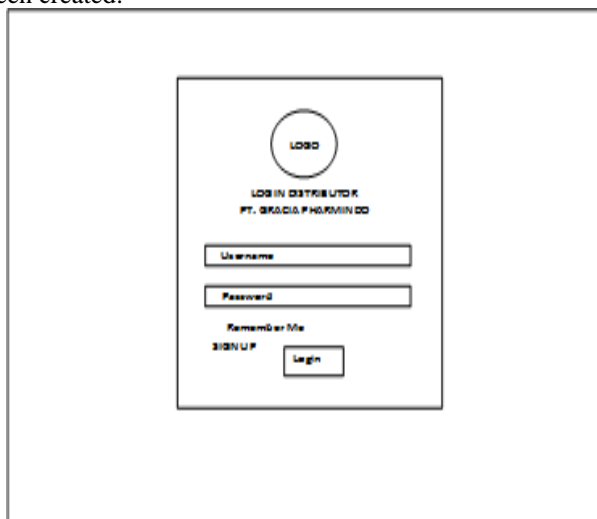 een created.
LOGO
LOGIN DISTRIBUTOR
PT. GRACIA PHARMINDO
Username
Password
Remember Me
SIGN UP
Login